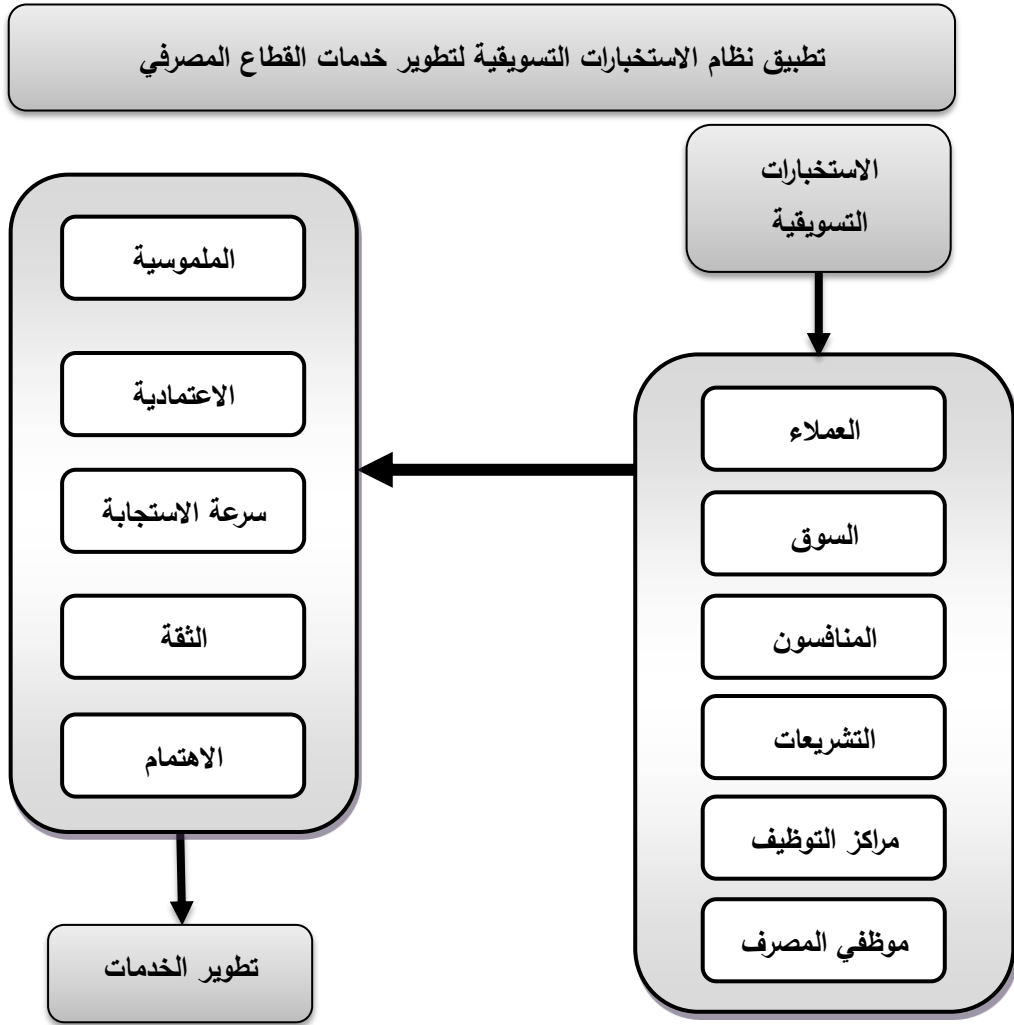 تطبيق نظام الاستخبارات التسويقية لتطوير خدمات القطاع المصرفي
الاستخبارات
التسويقية
العملاء
السوق
المنافسون
التشريعات
مراكز التوظيف
موظفي المصرف
الملموسية
الاعتمادية
سرعة الاستجابة
الثقة
الاهتمام
تطوير الخدمات